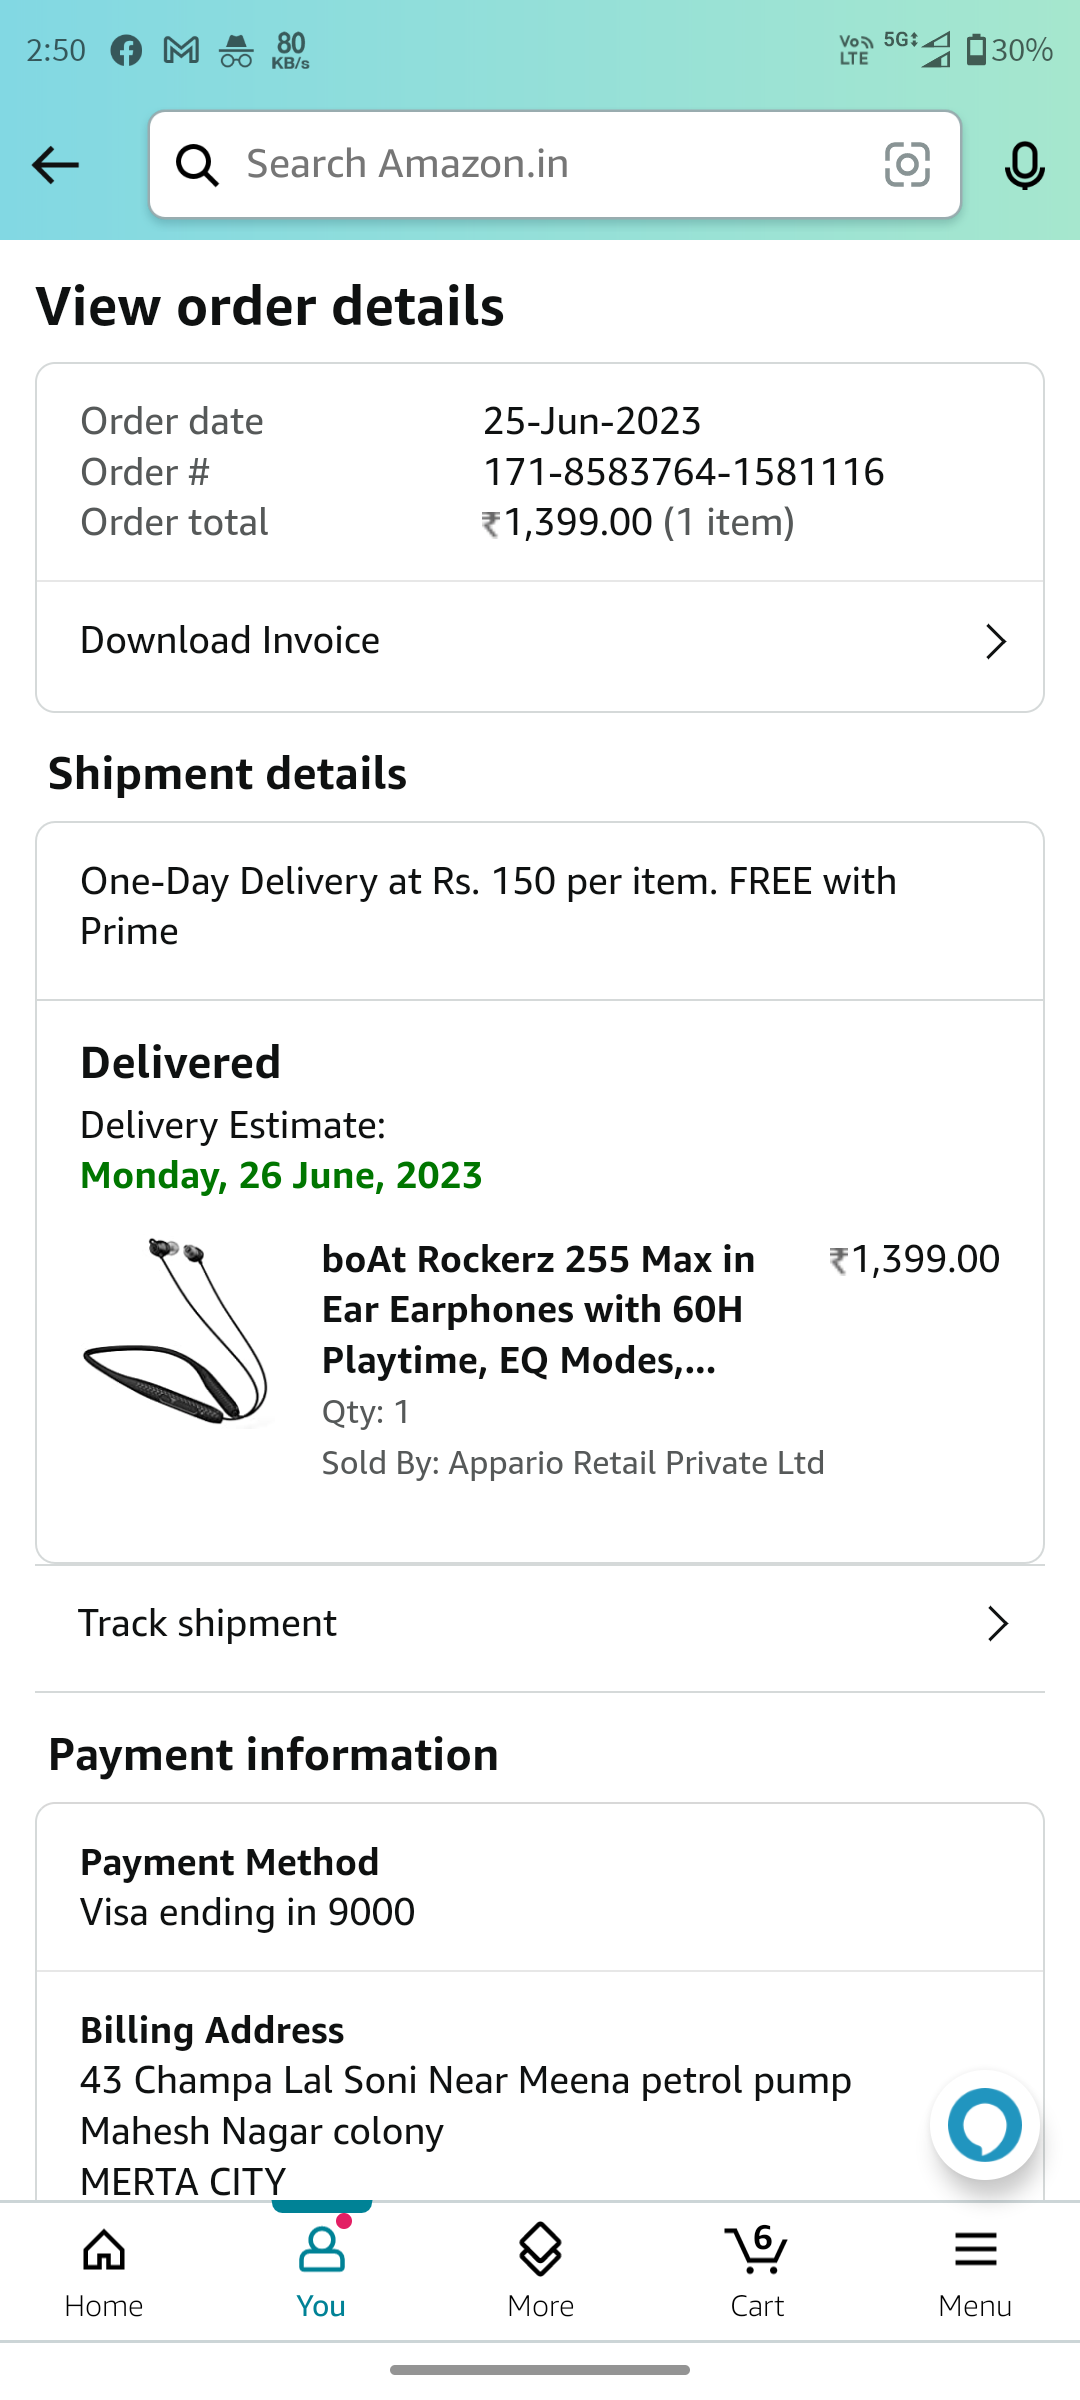 2:50
80
KB/s
Vo
LTE
5G
30%
Search Amazon.in
View order details
Order date 25-Jun-2023
Order # 171-8583764-1581116
Order total ₹1,399.00 (1 item)
Download Invoice
Shipment details
One-Day Delivery at Rs. 150 per item. FREE with
Prime
Delivered
Delivery Estimate:
Monday, 26 June, 2023
boAt Rockerz 255 Max in ₹1,399.00
Ear Earphones with 60H
Playtime, EQ Modes,...
Qty: 1
Sold By: Appario Retail Private Ltd
Track shipment
Payment information
Payment Method
Visa ending in 9000
Billing Address
43 Champa Lal Soni Near Meena petrol pump
Mahesh Nagar colony
MERTA CITY
6
Home You More Cart Menu